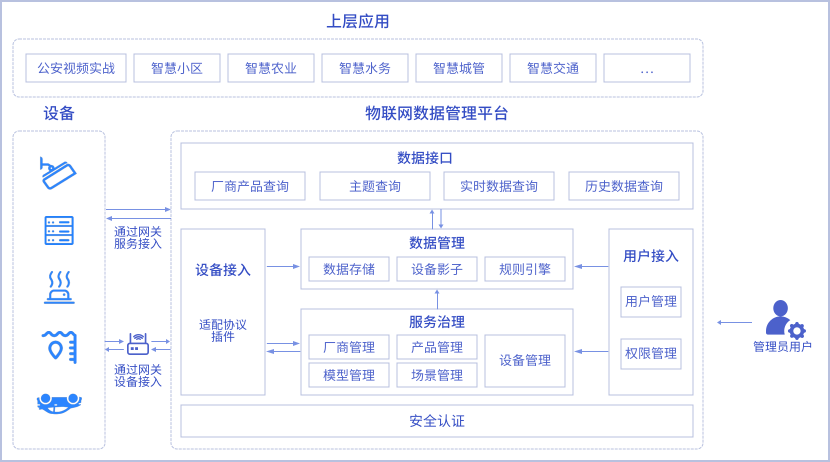 上层应用
公安视频实战
智慧小区
智慧农业
智慧水务
智慧城管
智慧交通
...
设备
物联网数据管理平台
数据接口
厂商产品查询
主题查询
实时数据查询
历史数据查询
通过网关
服务接入
设备接入
适配协议
插件
数据管理
数据存储
设备影子
规则引擎
用户接入
用户管理
权限管理
服务治理
厂商管理
产品管理
设备管理
模型管理
场景管理
管理员用户
通过网关
设备接入
安全认证